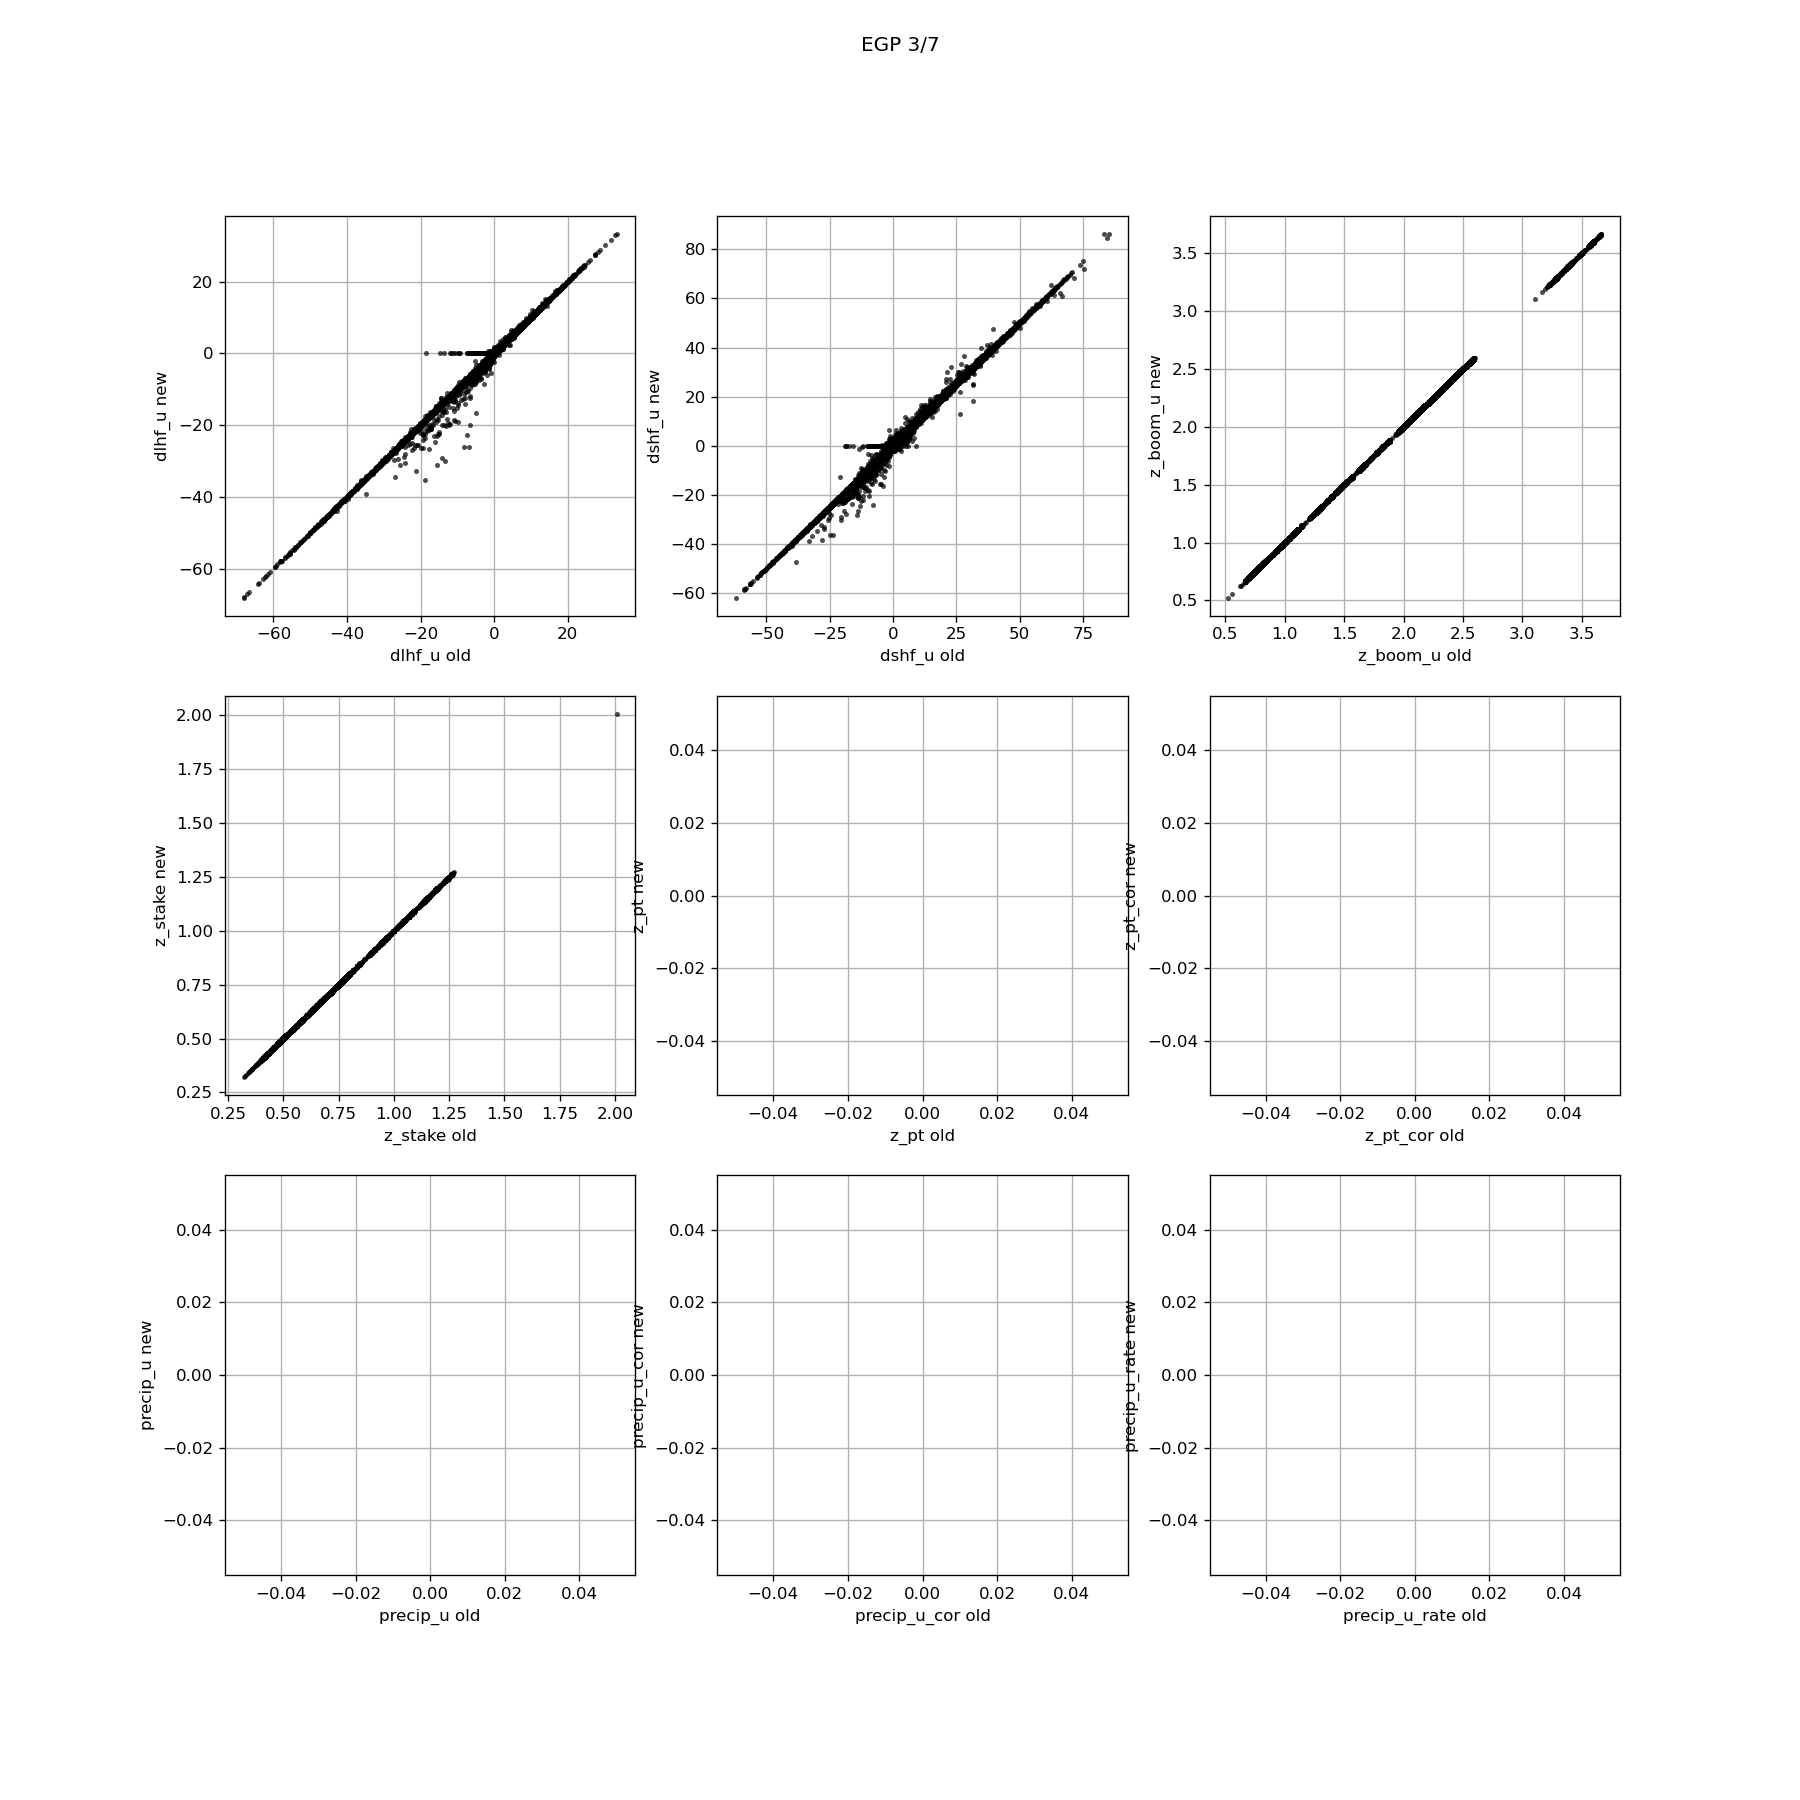 EGP 3/7
dlhf_u new
20
0
−20
−40
−60
−60 −40 −20 0 20
dlhf_u old
dshf_u new
80
60
40
20
0
−20
−40
−60
−50 −25 0 25 50 75
dshf_u old
z_boom_u new
3.5
3.0
2.5
2.0
1.5
1.0
0.5
0.5 1.0 1.5 2.0 2.5 3.0 3.5
z_boom_u old
z_stake new
2.00
1.75
1.50
1.25
1.00
0.75
0.50
0.25
0.25 0.50 0.75 1.00 1.25 1.50 1.75 2.00
z_stake old
z_pt new
0.04
0.02
0.00
−0.02
−0.04
−0.04 −0.02 0.00 0.02 0.04
z_pt old
z_pt_cor new
0.04
0.02
0.00
−0.02
−0.04
−0.04 −0.02 0.00 0.02 0.04
z_pt_cor old
precip_u new
0.04
0.02
0.00
−0.02
−0.04
−0.04 −0.02 0.00 0.02 0.04
precip_u old
precip_u_cor new
0.04
0.02
0.00
−0.02
−0.04
−0.04 −0.02 0.00 0.02 0.04
precip_u_cor old
precip_u_rate new
0.04
0.02
0.00
−0.02
−0.04
−0.04 −0.02 0.00 0.02 0.04
precip_u_rate old